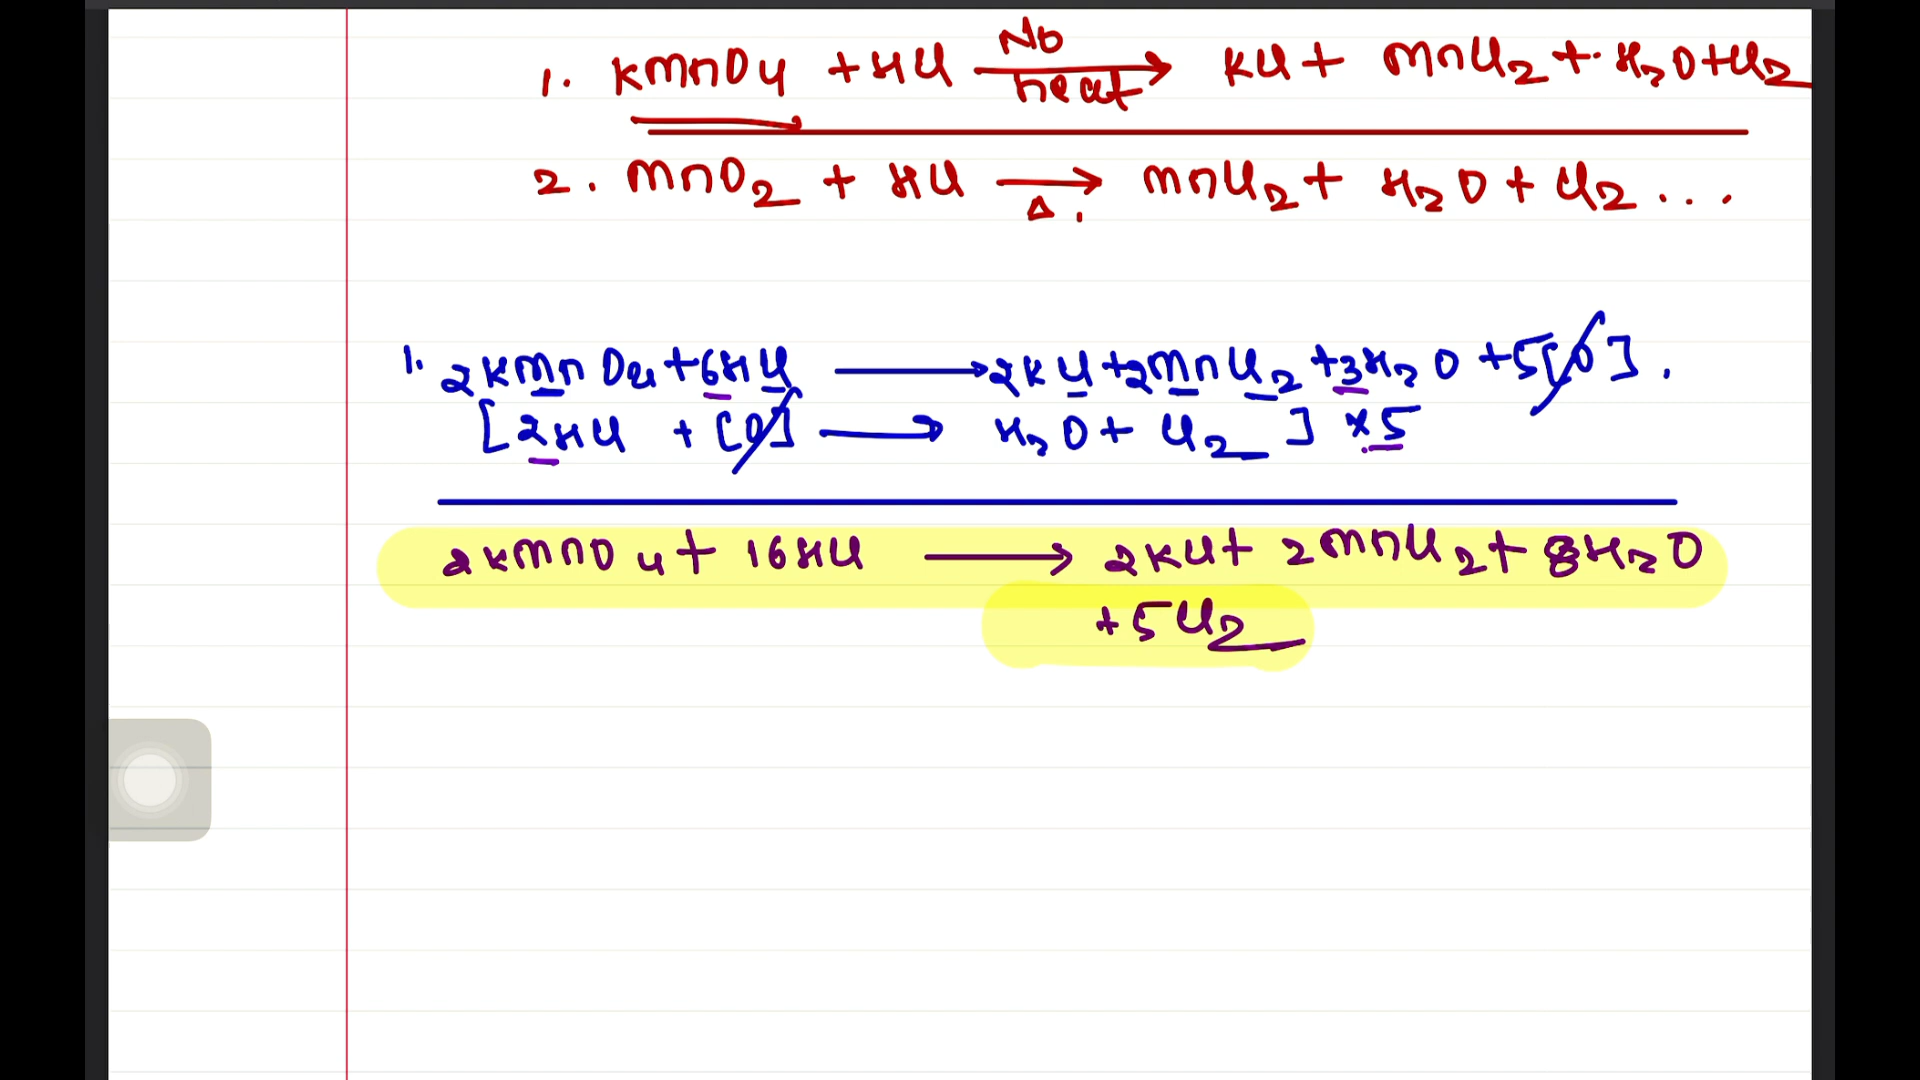 1. KMnO4 + HCl No heat → KCl + MnCl2 + H2O + Cl2
2. MnO2 + HCl → Δ. MnCl2 + H2O + Cl2 ...
1. 2KMnO4 + 6HCl → 2KCl + 2MnCl2 + 3H2O + 5[O].
[2HCl + [O] → H2O + Cl2] × 5
2KMnO4 + 16HCl → 2KCl + 2MnCl2 + 8H2O
+ 5Cl2